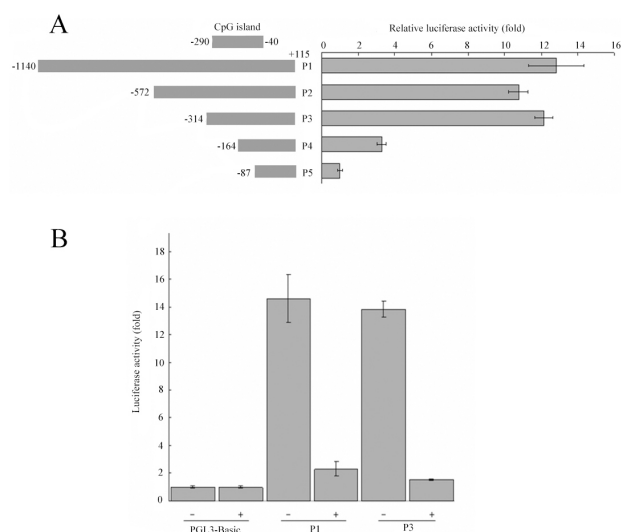 A
CpG island
Relative luciferase activity (fold)
-290
-40
+115
0 2 4 6 8 10 12 14 16
-1140
P1
-572
P2
-314
P3
-164
P4
-87
P5
B
Luciferase activity (fold)
18
16
14
12
10
8
6
4
2
0
- + - + - +
PGL3-Basic P1 P3